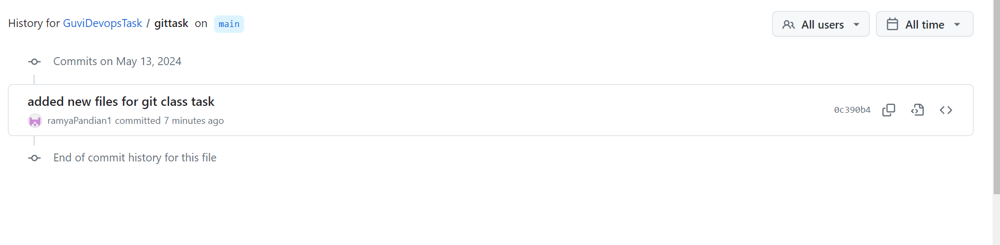 History for GuviDevopsTask / gittask on main
All users
All time
Commits on May 13, 2024
added new files for git class task
ramyaPandian1 committed 7 minutes ago
0c390b4
End of commit history for this file